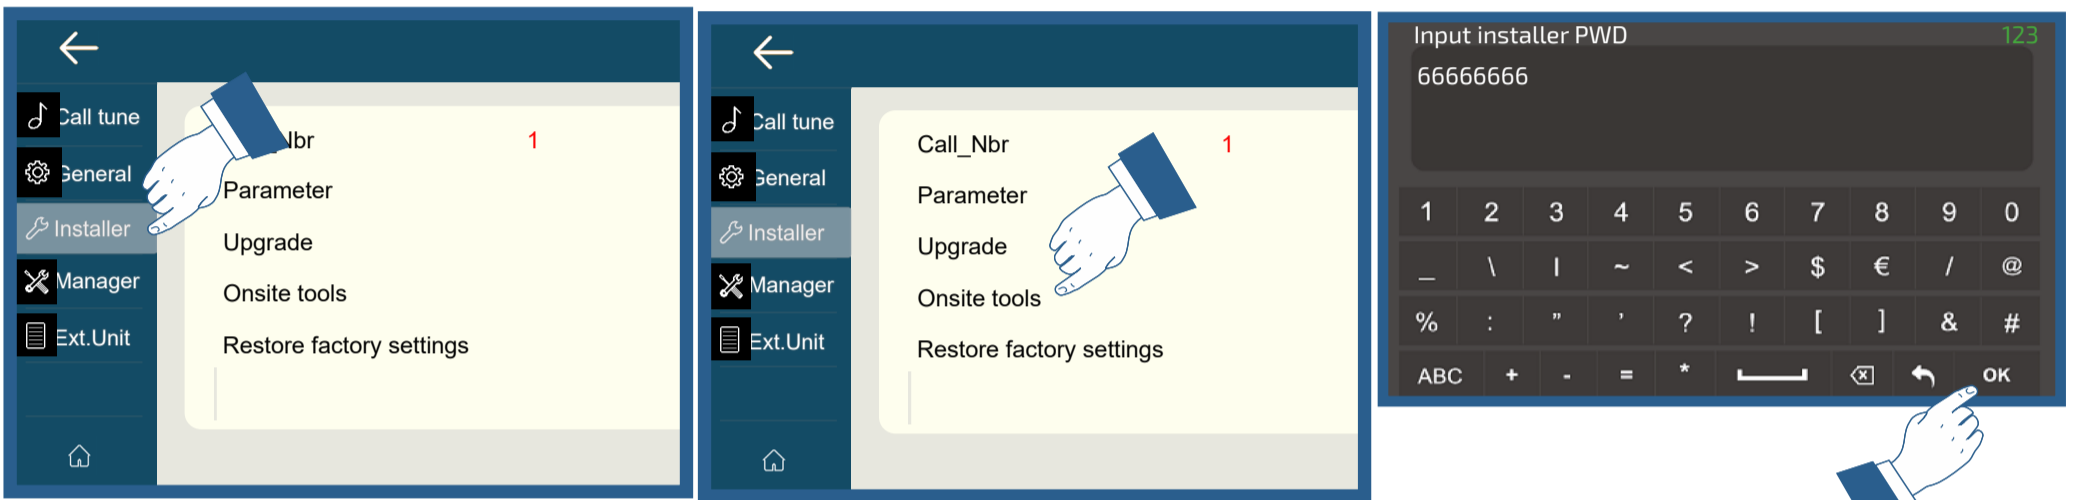 Call tune
General
Installer
Manager
Ext.Unit
Nbr 1
Parameter
Upgrade
Onsite tools
Restore factory settings
Call tune
General
Installer
Manager
Ext.Unit
Call_Nbr 1
Parameter
Upgrade
Onsite tools
Restore factory settings
Input installer PWD 123
66666666
1 2 3 4 5 6 7 8 9 0
_ \ | ~ < > $ € / @
% : " ' ? ! [ ] & #
ABC + - = * OK